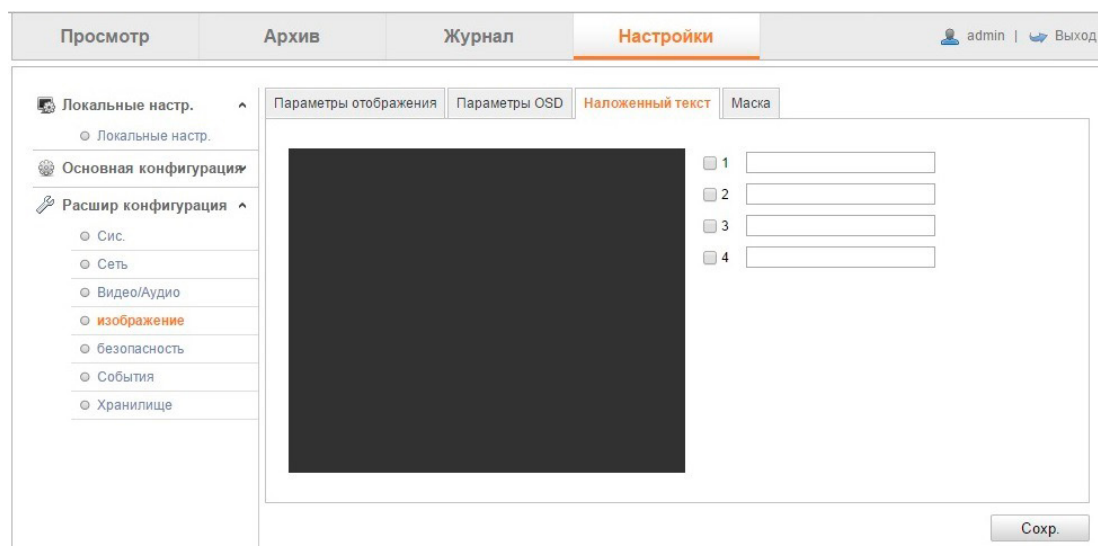 Просмотр Архив Журнал Настройки admin | Выход
Локальные настр.
Локальные настр.
Основная конфигурация
Расшир конфигурация
Сис.
Сеть
Видео/Аудио
изображение
безопасность
События
Хранилище
Параметры отображения Параметры OSD Наложенный текст Маска
1
2
3
4
Сохр.